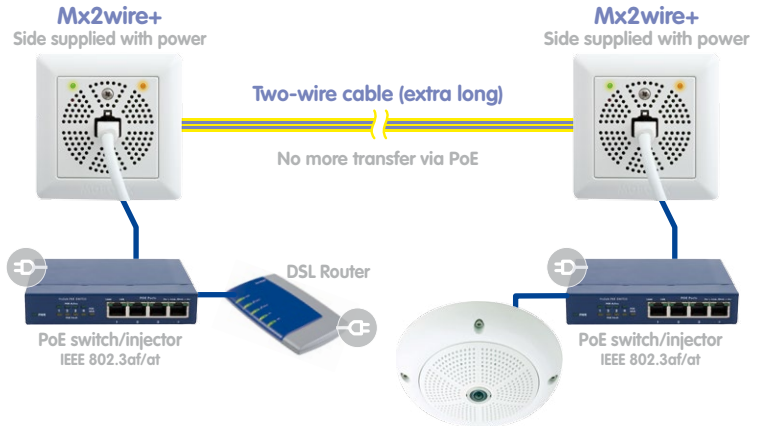 Mx2wire+
Side supplied with power
Mx2wire+
Side supplied with power
Two-wire cable (extra long)
No more transfer via PoE
DSL Router
PoE switch/injector
IEEE 802.3af/at
PoE switch/injector
IEEE 802.3af/at